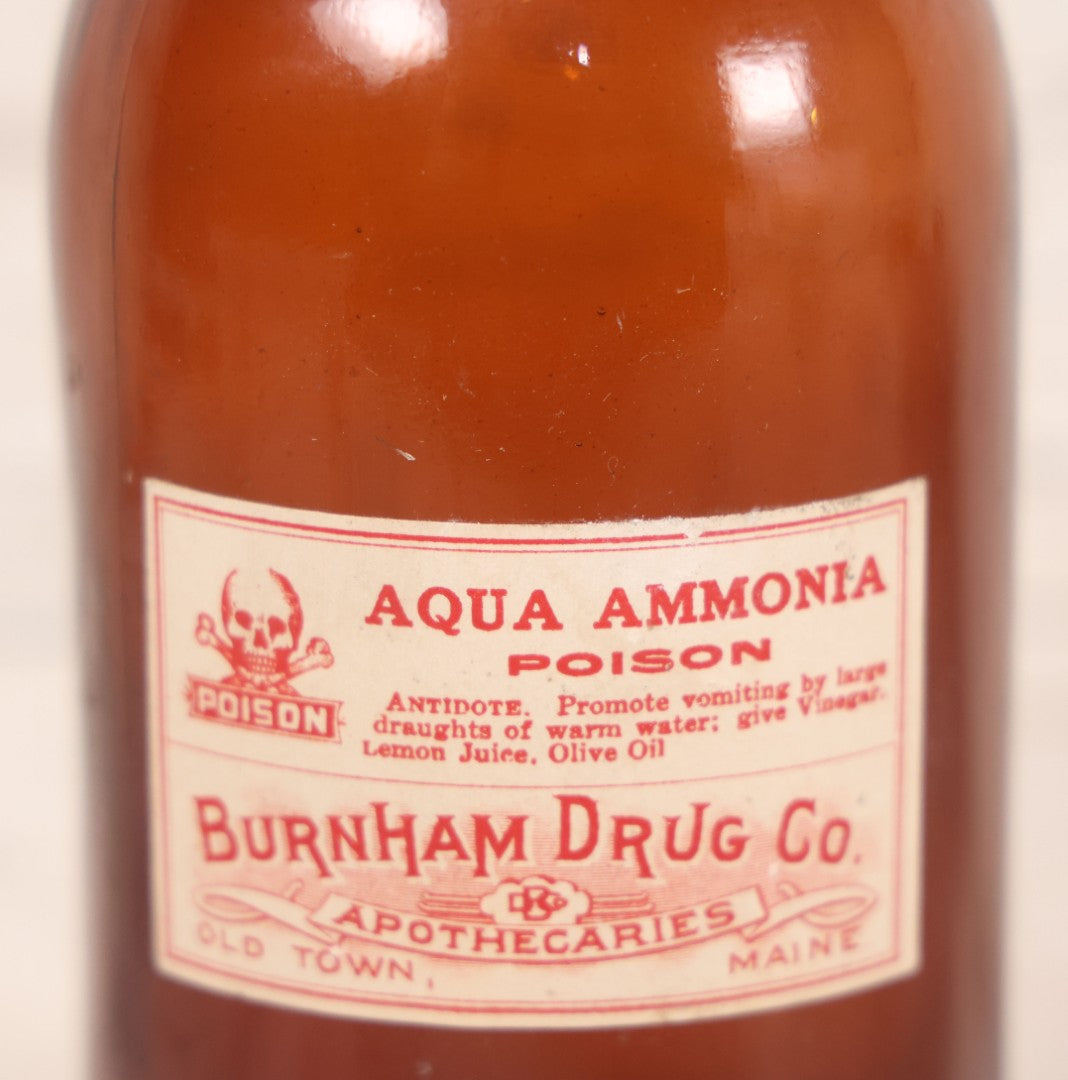 AQUA AMMONIA
POISON
POISON
ANTIDOTE. Promote vomiting by large
draughts of warm water; give Vinegar,
Lemon Juice, Olive Oil
BURNHAM DRUG CO.
APOTHECARIES
OLD TOWN, MAINE